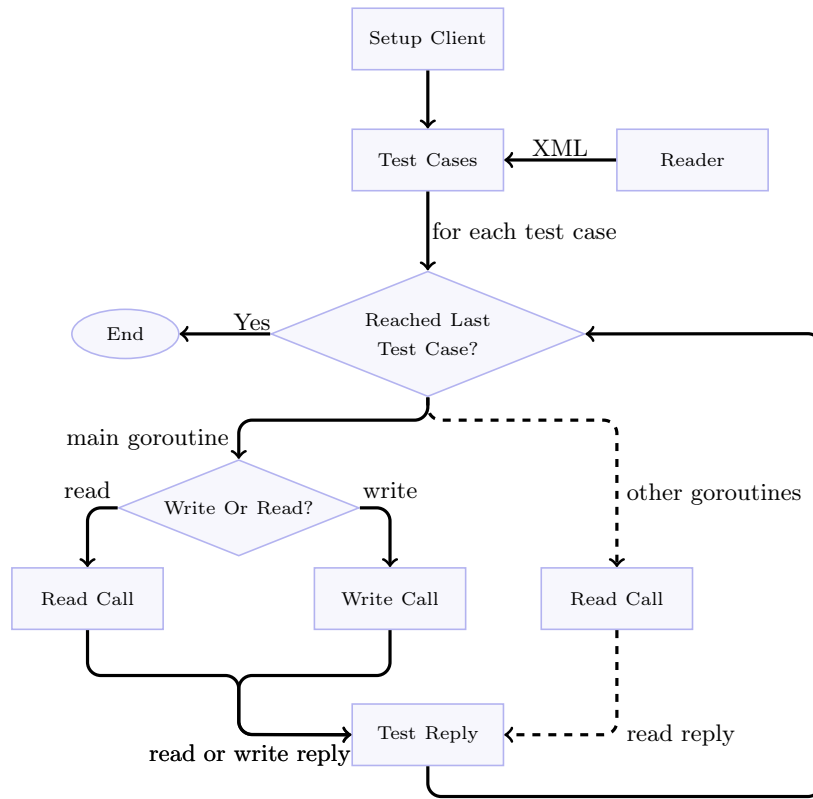 Setup Client
XML
Test Cases
Reader
for each test case
Reached Last
Test Case?
Yes
End
main goroutine
read
write
Write Or Read?
other goroutines
Read Call
Write Call
Read Call
Test Reply
read reply
read or write reply